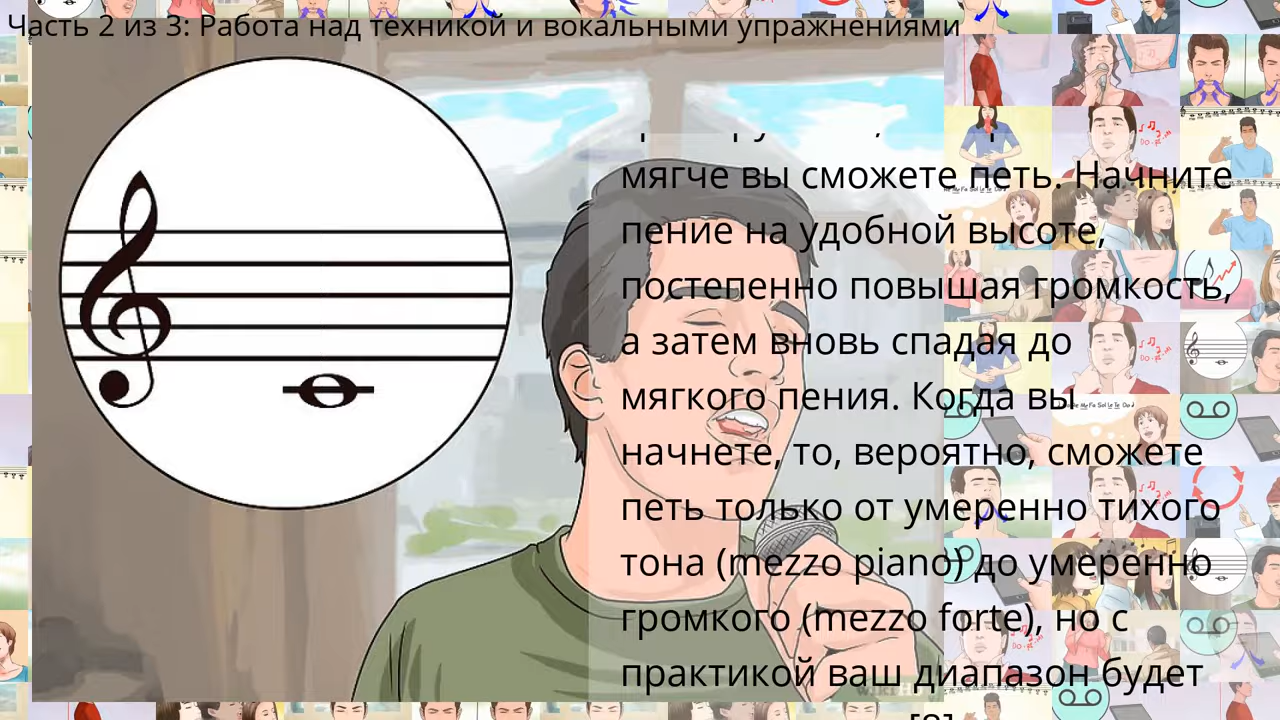 Часть 2 из 3: Работа над техникой и вокальными упражнениями
мягче вы сможете петь. Начните
пение на удобной высоте,
постепенно повышая громкость,
а затем вновь спадая до
мягкого пения. Когда вы
начнете, то, вероятно, сможете
петь только от умеренно тихого
тона (mezzo piano) до умеренно
громкого (mezzo forte), но с
практикой ваш диапазон будет